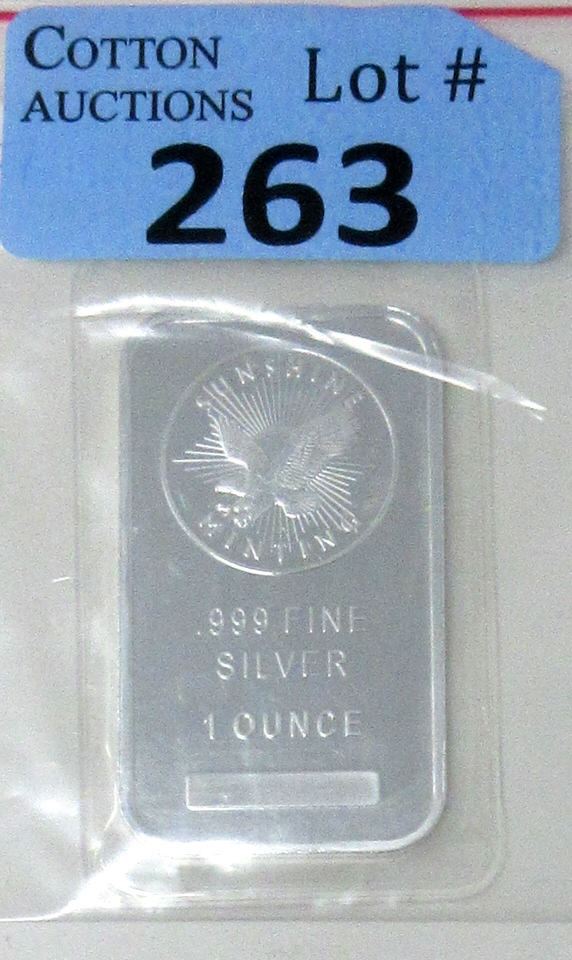 COTTON
AUCTIONS
Lot #
263
SUNSHINE
MINTING
.999 FINE
SILVER
1 OUNCE